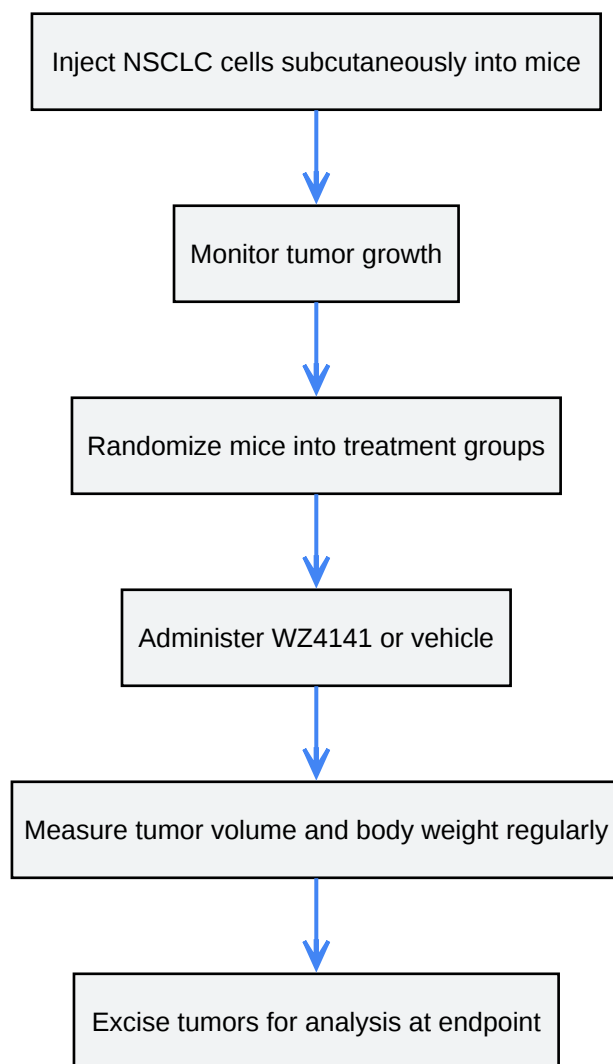 Inject NSCLC cells subcutaneously into mice
Monitor tumor growth
Randomize mice into treatment groups
Administer WZ4141 or vehicle
Measure tumor volume and body weight regularly
Excise tumors for analysis at endpoint